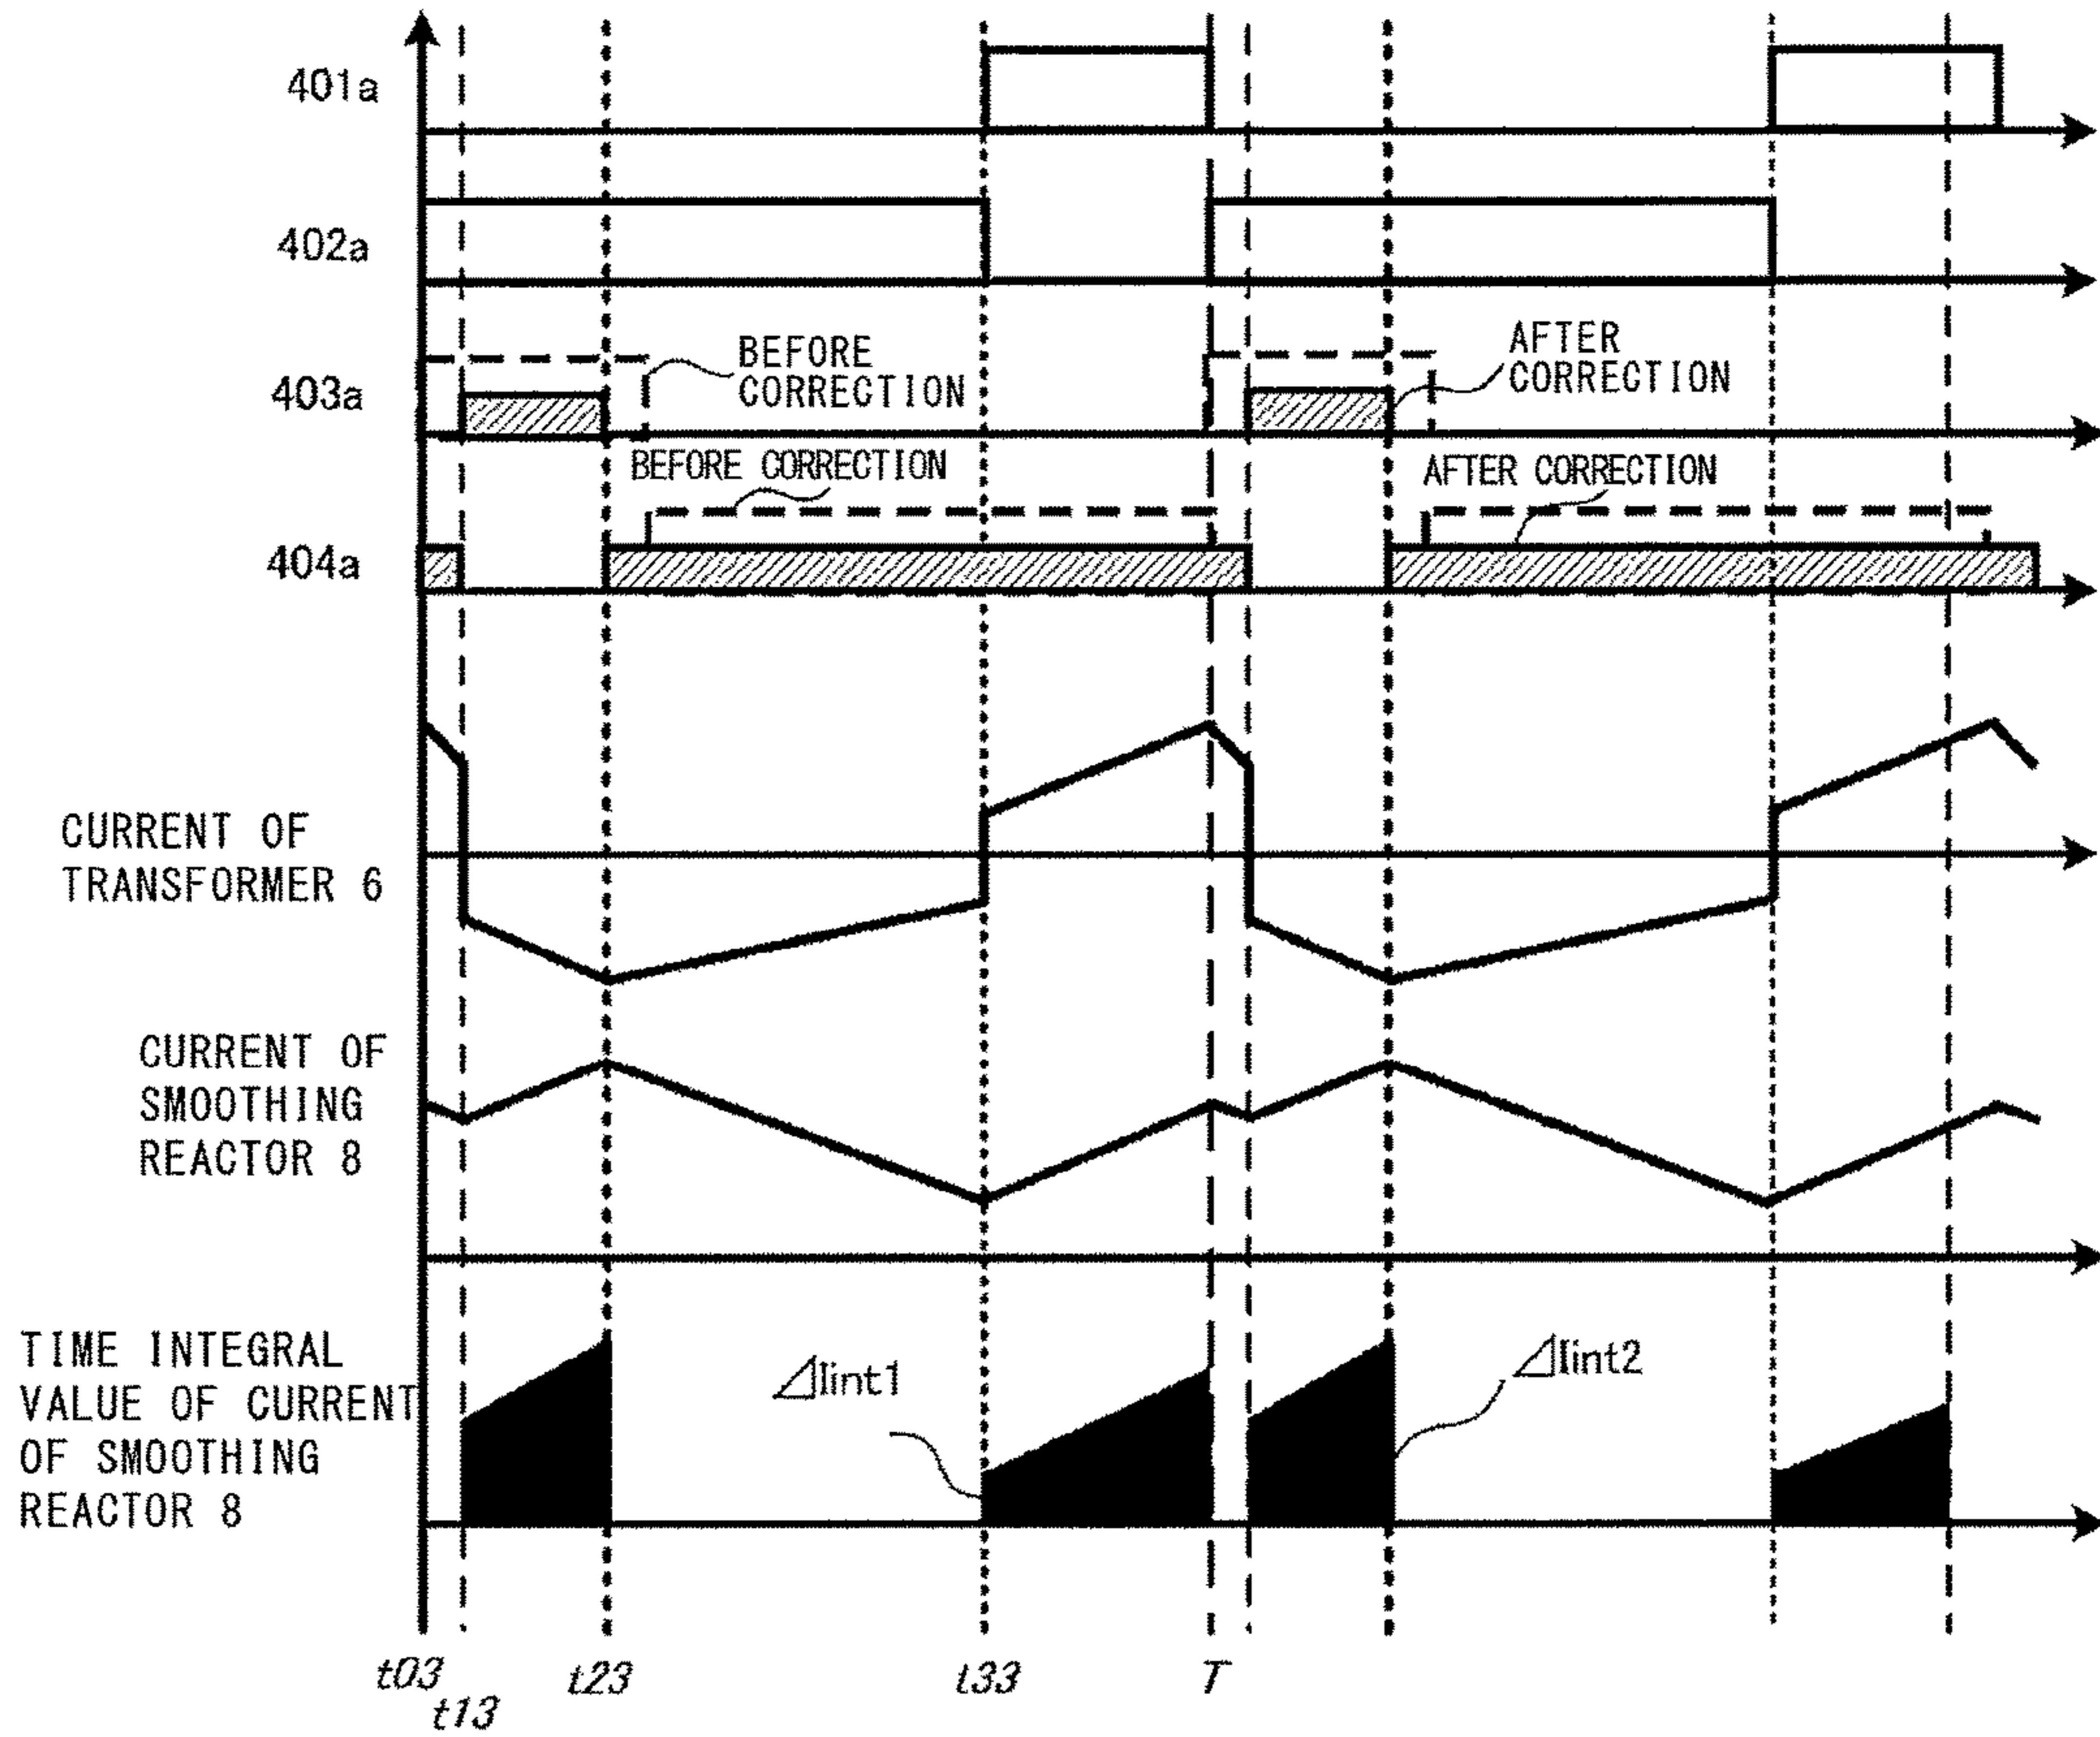 401a
402a
403a
BEFORE
CORRECTION
AFTER
CORRECTION
BEFORE CORRECTION
AFTER CORRECTION
404a
CURRENT OF
TRANSFORMER 6
CURRENT OF
SMOOTHING
REACTOR 8
TIME INTEGRAL
VALUE OF CURRENT
OF SMOOTHING
REACTOR 8
⊿Iint1
⊿Iint2
t03
t13
t23
t33
T